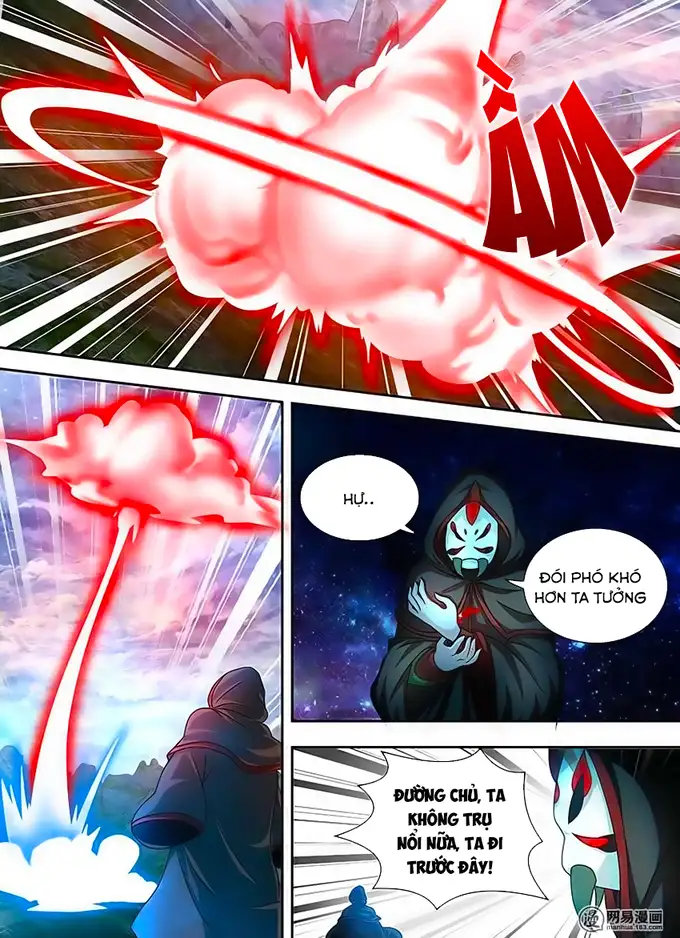 ẦM
HỰ..
ĐÓI PHÓ KHÓ
HƠN TA TƯỞNG
ĐƯỜNG CHỦ, TA
KHÔNG TRỤ
NỔI NỮA, TA ĐI
TRƯỚC ĐÂY!
网易漫画
manhua.163.com